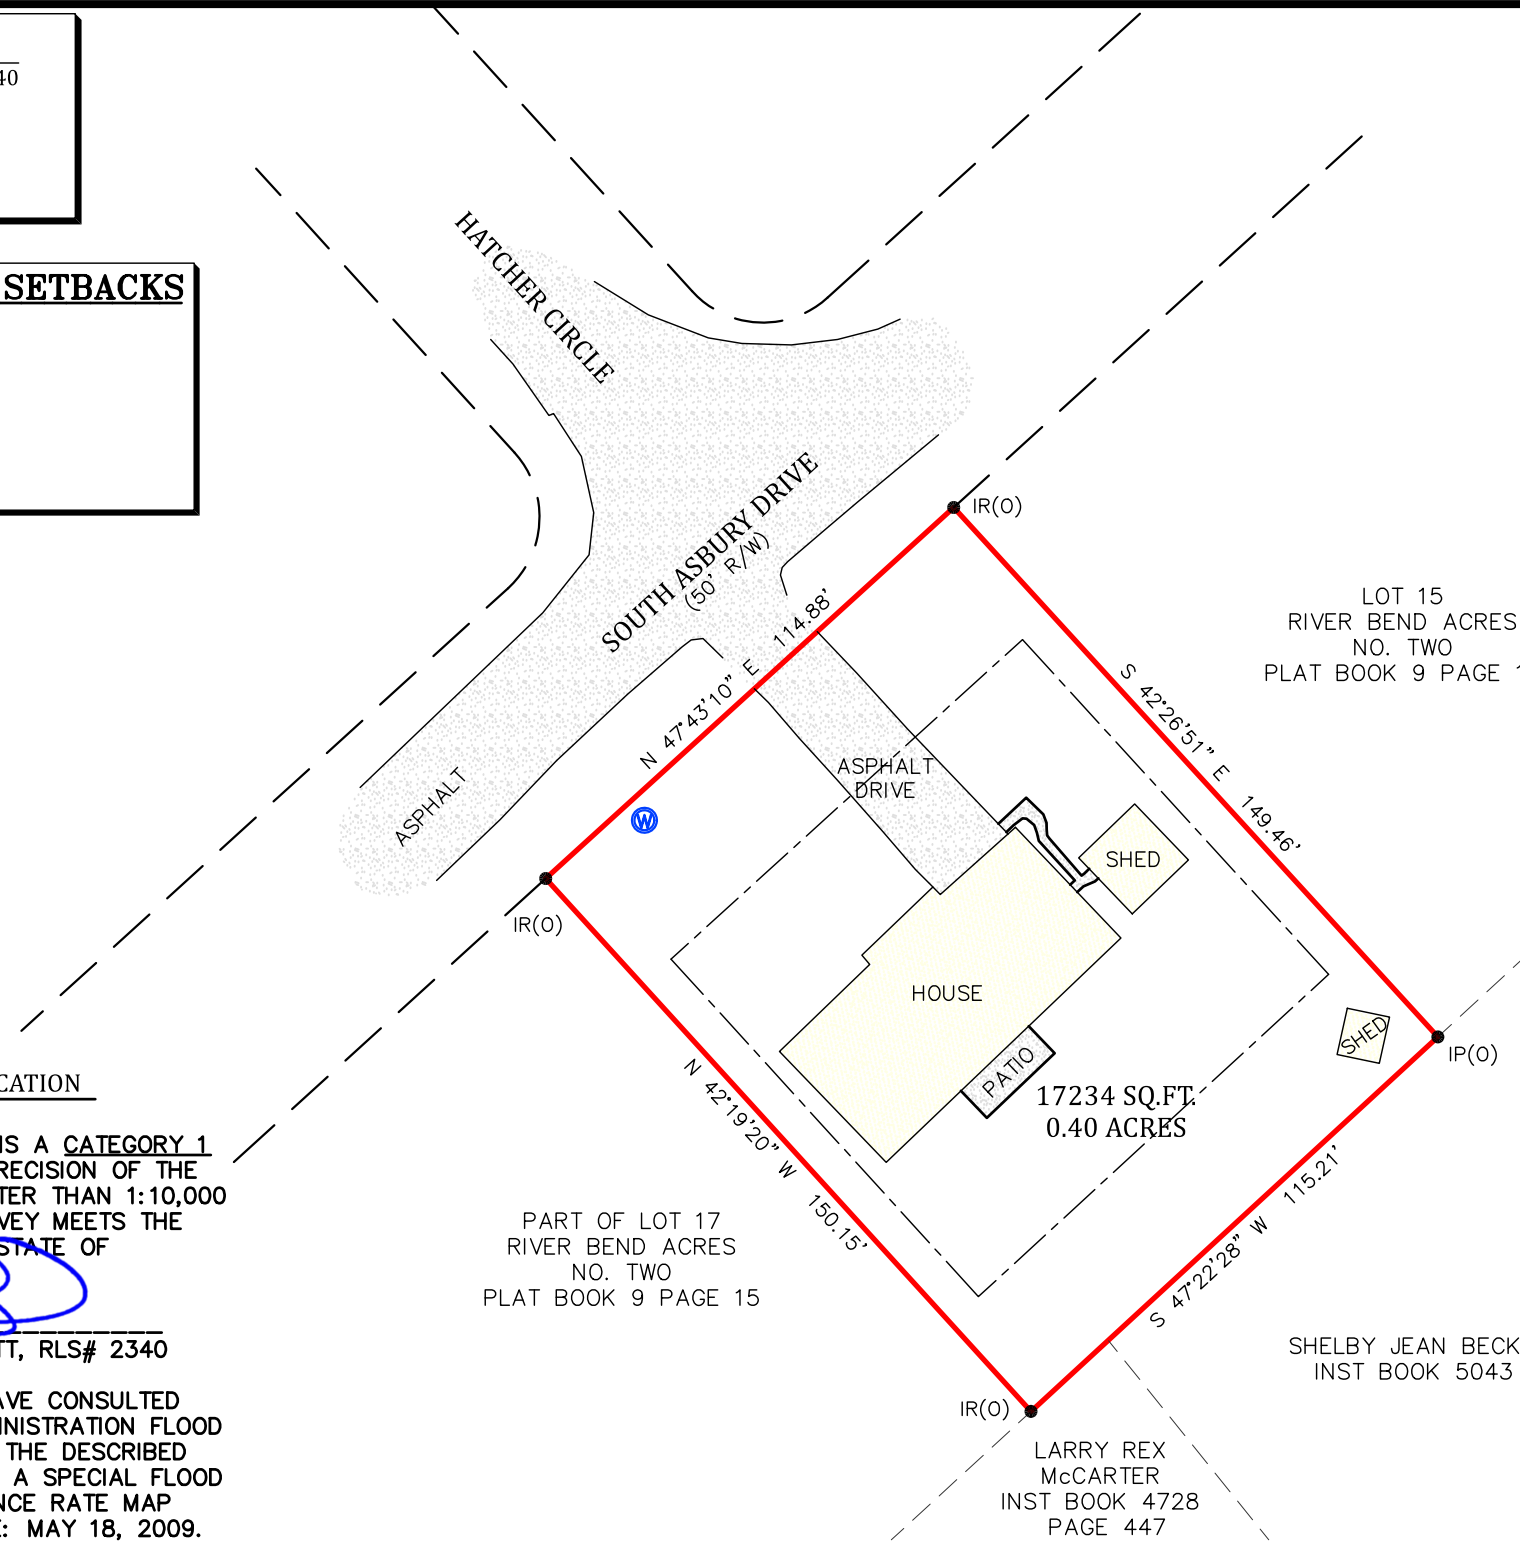 40
SETBACKS
HATCHER CIRCLE
SOUTH ASBURY DRIVE
(50' R/W)
ASPHALT
IR(O)
N 47°43'10" E 114.88'
LOT 15
RIVER BEND ACRES
NO. TWO
PLAT BOOK 9 PAGE
S 42°26'51" E 149.46'
ASPHALT
DRIVE
W
SHED
IR(O)
HOUSE
SHED
IP(O)
PATIO
17234 SQ.FT.
0.40 ACRES
N 42°19'20" W 150.15'
S 47°22'28" W 115.21'
PART OF LOT 17
RIVER BEND ACRES
NO. TWO
PLAT BOOK 9 PAGE 15
SHELBY JEAN BECK
INST BOOK 5043
IR(O)
LARRY REX
McCARTER
INST BOOK 4728
PAGE 447
CATION
IS A CATEGORY 1
RECISION OF THE
TER THAN 1:10,000
VEY MEETS THE
STATE OF
TT, RLS# 2340
AVE CONSULTED
INISTRATION FLOOD
THE DESCRIBED
A SPECIAL FLOOD
NCE RATE MAP
: MAY 18, 2009.